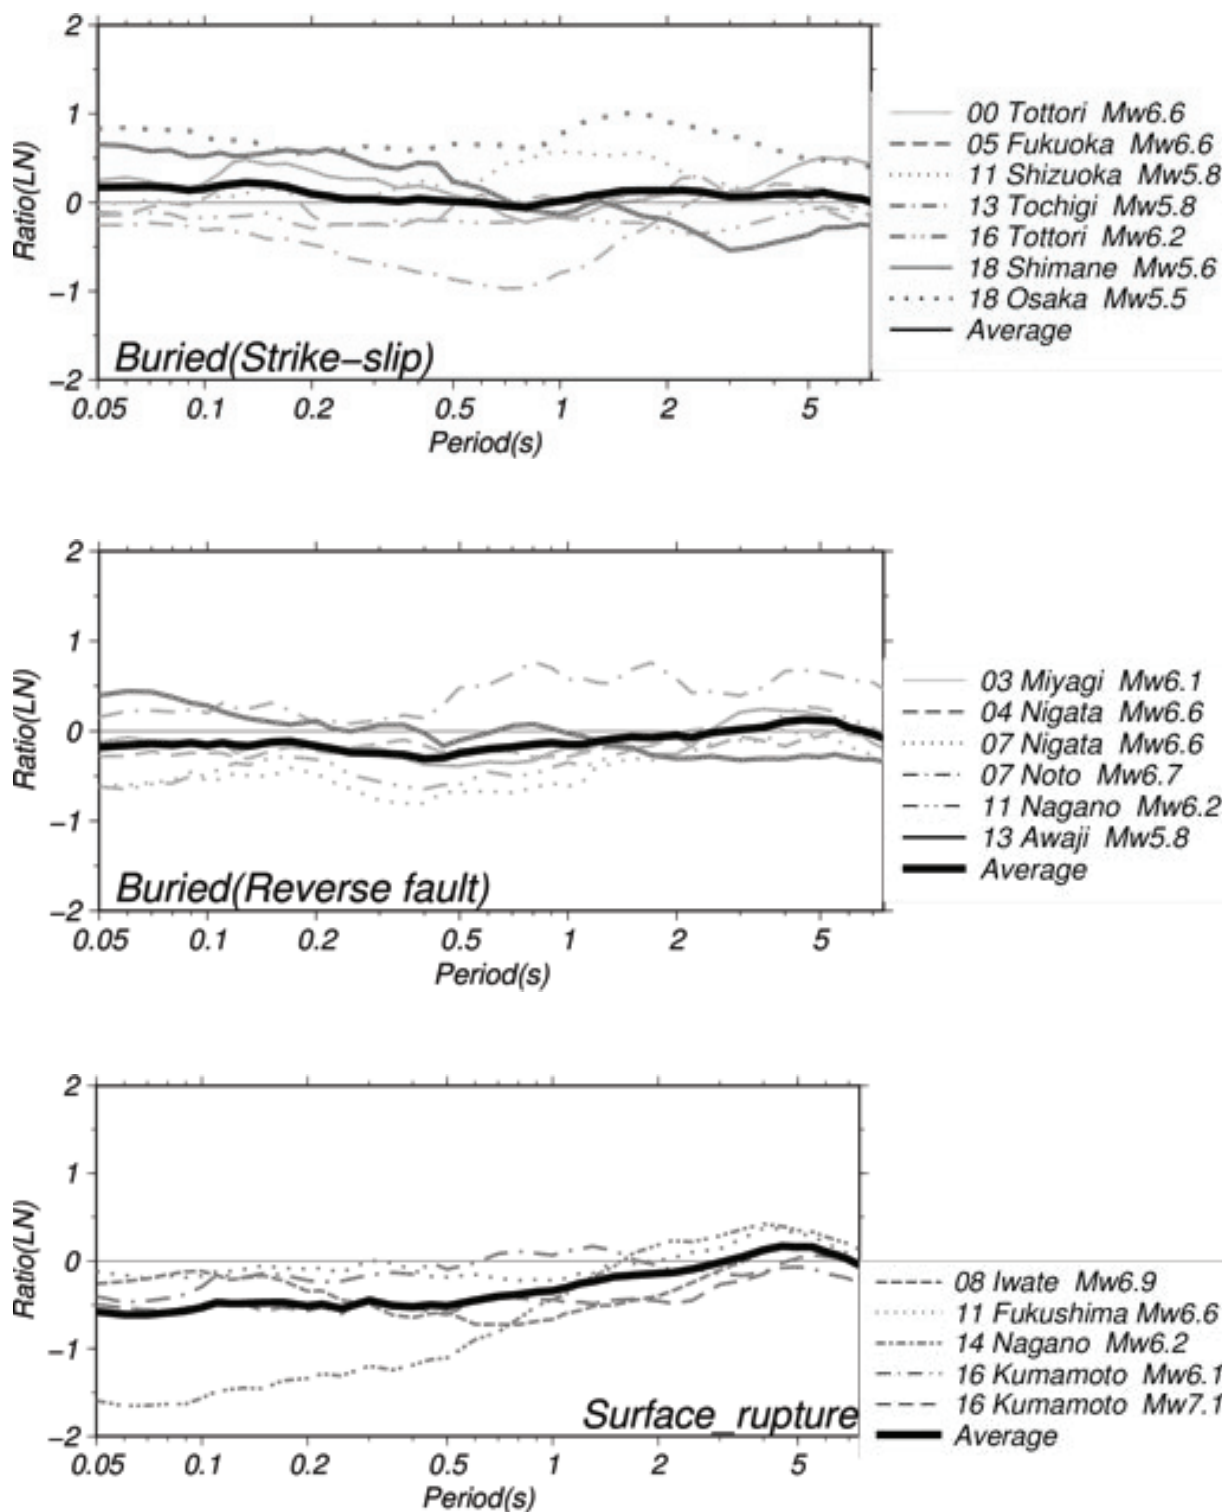 2
1
0
−1
−2
Ratio(LN)
Buried(Strike−slip)
0.05 0.1 0.2 0.5 1 2 5
Period(s)
00 Tottori Mw6.6
05 Fukuoka Mw6.6
11 Shizuoka Mw5.8
13 Tochigi Mw5.8
16 Tottori Mw6.2
18 Shimane Mw5.6
18 Osaka Mw5.5
Average
2
1
0
−1
−2
Ratio(LN)
Buried(Reverse fault)
0.05 0.1 0.2 0.5 1 2 5
Period(s)
03 Miyagi Mw6.1
04 Nigata Mw6.6
07 Nigata Mw6.6
07 Noto Mw6.7
11 Nagano Mw6.2
13 Awaji Mw5.8
Average
2
1
0
−1
−2
Ratio(LN)
Surface_rupture
0.05 0.1 0.2 0.5 1 2 5
Period(s)
08 Iwate Mw6.9
11 Fukushima Mw6.6
14 Nagano Mw6.2
16 Kumamoto Mw6.1
16 Kumamoto Mw7.1
Average